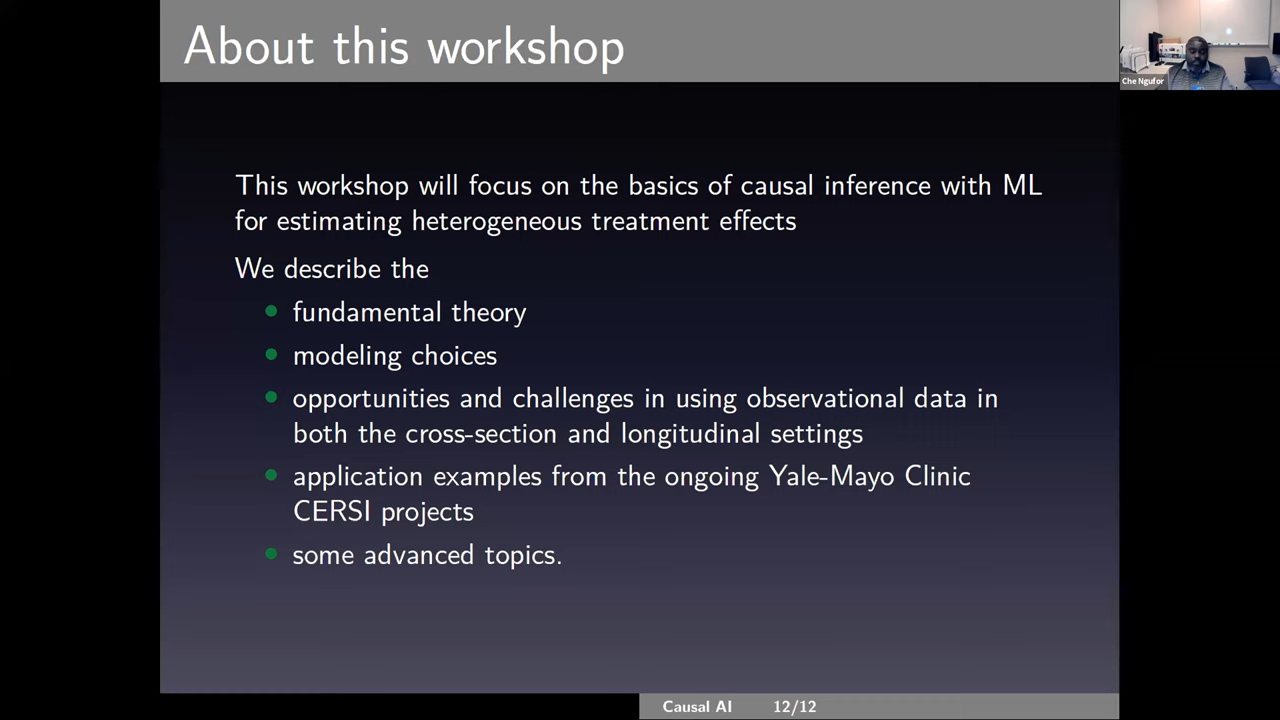 About this workshop
Che Ngufor
This workshop will focus on the basics of causal inference with ML
for estimating heterogeneous treatment effects
We describe the
fundamental theory
modeling choices
opportunities and challenges in using observational data in
both the cross-section and longitudinal settings
application examples from the ongoing Yale-Mayo Clinic
CERSI projects
some advanced topics.
Causal AI 12/12